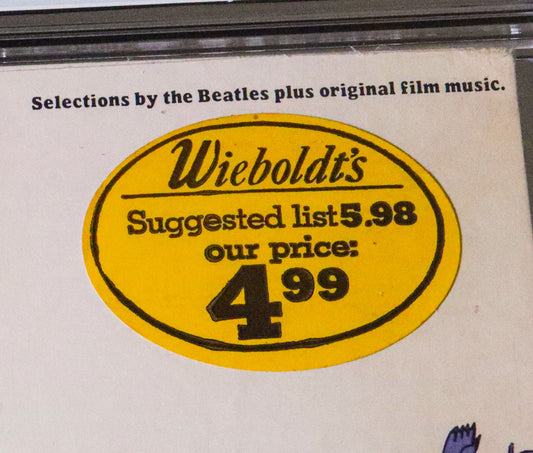 Selections by the Beatles plus original film music.
Wieboldt's
Suggested list 5.98
our price:
4 99